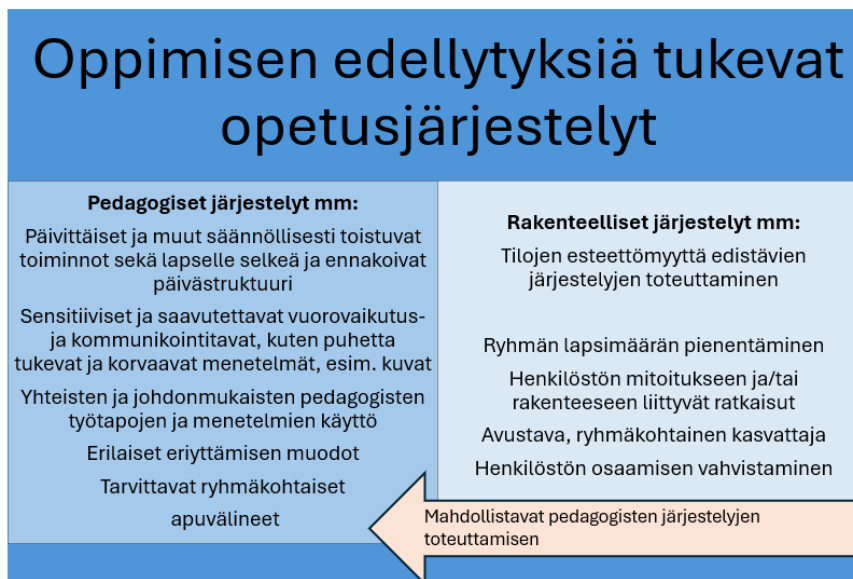 Oppimisen edellytyksiä tukevat
opetusjärjestelyt
Pedagogiset järjestelyt mm:
Päivittäiset ja muut säännöllisesti toistuvat
toiminnot sekä lapselle selkeä ja ennakoivat
päivästruktuuri
Sensitiiviset ja saavutettavat vuorovaikutus-
ja kommunikointitavat, kuten puhetta
tukevat ja korvaavat menetelmät, esim. kuvat
Yhteisten ja johdonmukaisten pedagogisten
työtapojen ja menetelmien käyttö
Erilaiset eriyttämisen muodot
Tarvittavat ryhmäkohtaiset
apuvälineet
Rakenteelliset järjestelyt mm:
Tilojen esteettömyyttä edistävien
järjestelyjen toteuttaminen
Ryhmän lapsimäärän pienentäminen
Henkilöstön mitoitukseen ja/tai
rakenteeseen liittyvät ratkaisut
Avustava, ryhmäkohtainen kasvattaja
Henkilöstön osaamisen vahvistaminen
Mahdollistavat pedagogisten järjestelyjen
toteuttamisen